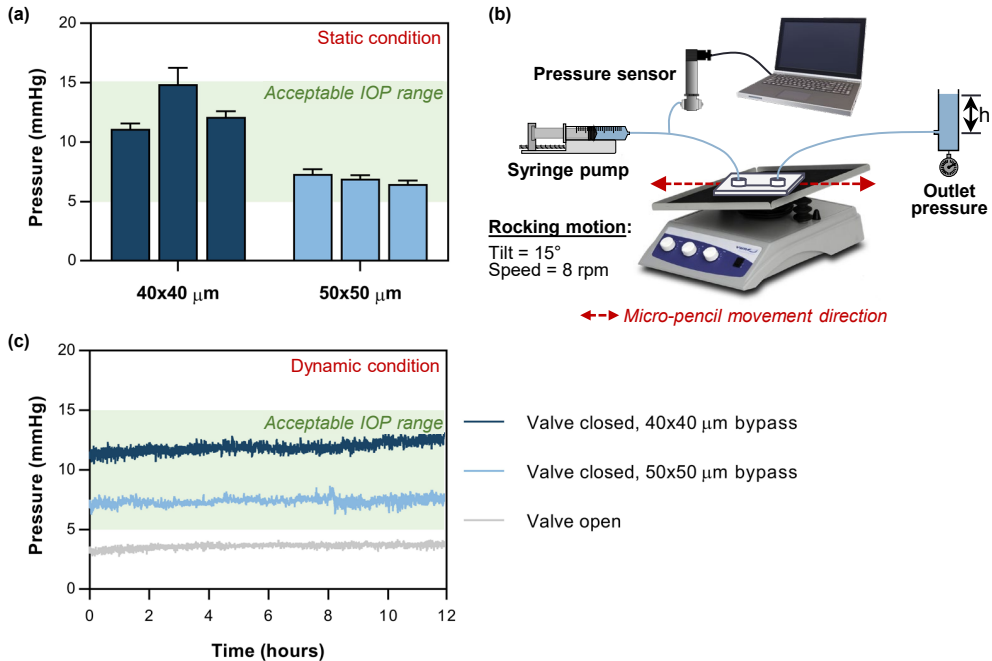 (a)
20
15
10
5
0
Pressure (mmHg)
Static condition
Acceptable IOP range
40x40 μm
50x50 μm
(b)
Pressure sensor
Syringe pump
h
Outlet
pressure
Rocking motion:
Tilt = 15°
Speed = 8 rpm
Micro-pencil movement direction
(c)
20
15
10
5
0
Pressure (mmHg)
Dynamic condition
Acceptable IOP range
0
2
4
6
8
10
12
Time (hours)
Valve closed, 40x40 μm bypass
Valve closed, 50x50 μm bypass
Valve open